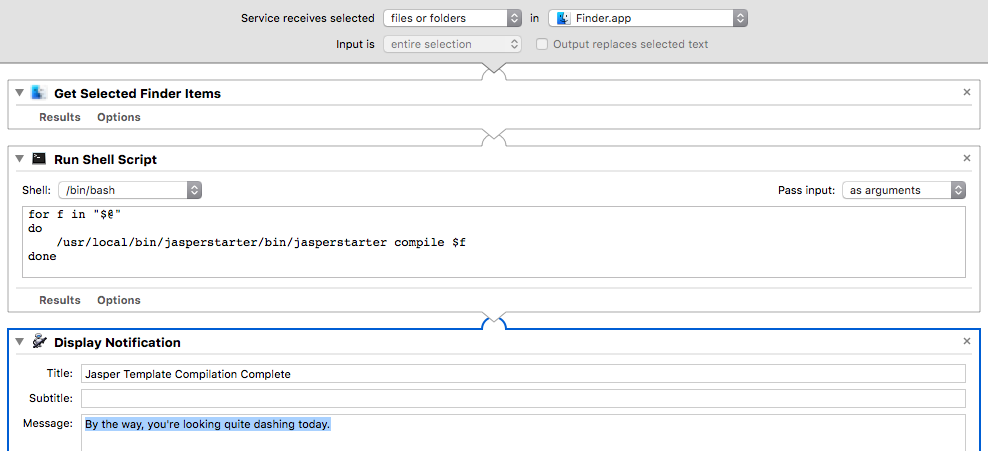 Service receives selected files or folders in Finder.app
Input is entire selection Output replaces selected text
Get Selected Finder Items
Results Options
Run Shell Script
Shell: /bin/bash Pass input: as arguments
for f in "$@"
do
    /usr/local/bin/jasperstarter/bin/jasperstarter compile $f
done
Results Options
Display Notification
Title: Jasper Template Compilation Complete
Subtitle:
Message: By the way, you're looking quite dashing today.